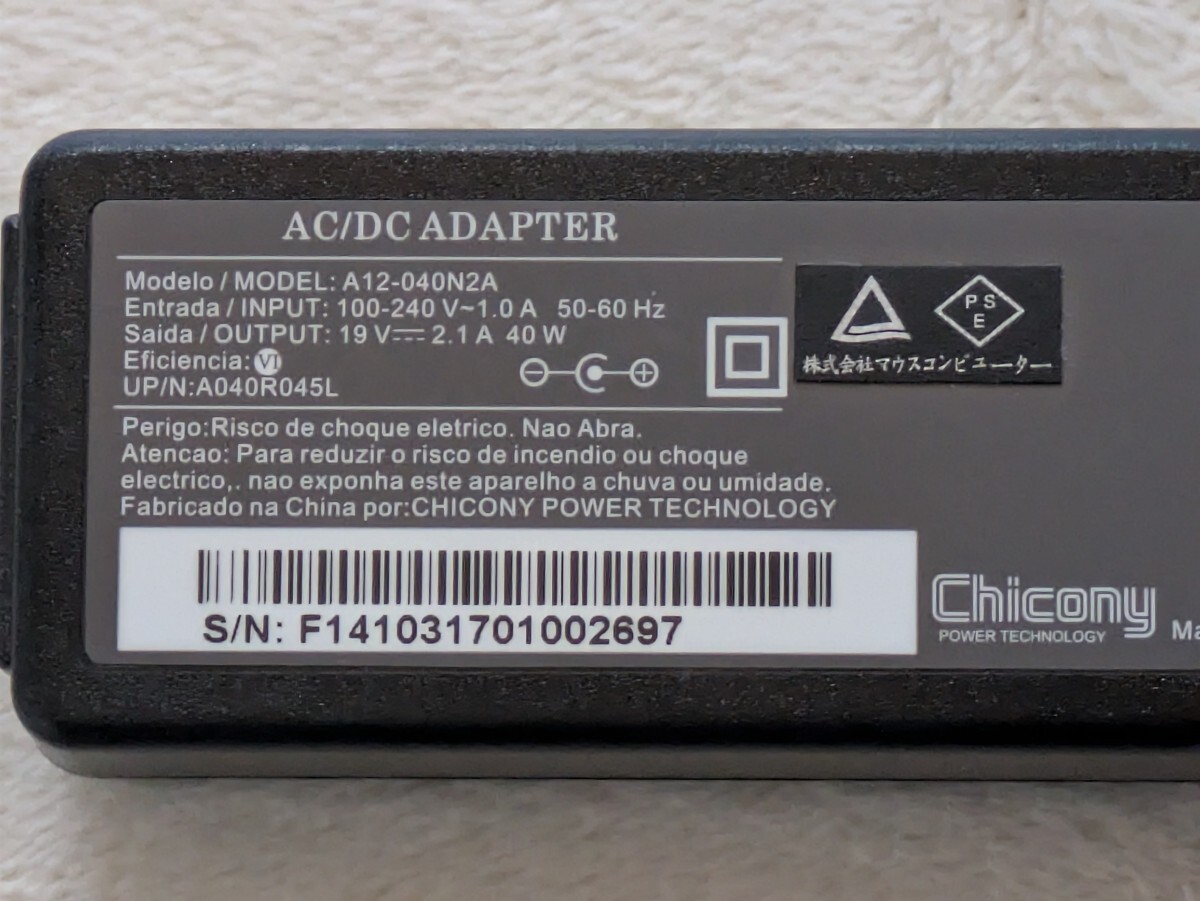 AC/DC ADAPTER
Modelo / MODEL: A12-040N2A
Entrada / INPUT: 100-240 V~1.0 A 50-60 Hz
Saida / OUTPUT: 19 V⎓ 2.1 A 40 W
Eficiencia: VI
UP/N:A040R045L
PS
E
株式会社マウスコンピューター
Perigo:Risco de choque eletrico. Nao Abra.
Atencao: Para reduzir o risco de incendio ou choque
electrico,. nao exponha este aparelho a chuva ou umidade.
Fabricado na China por:CHICONY POWER TECHNOLOGY
S/N: F141031701002697
Chicony
POWER TECHNOLOGY